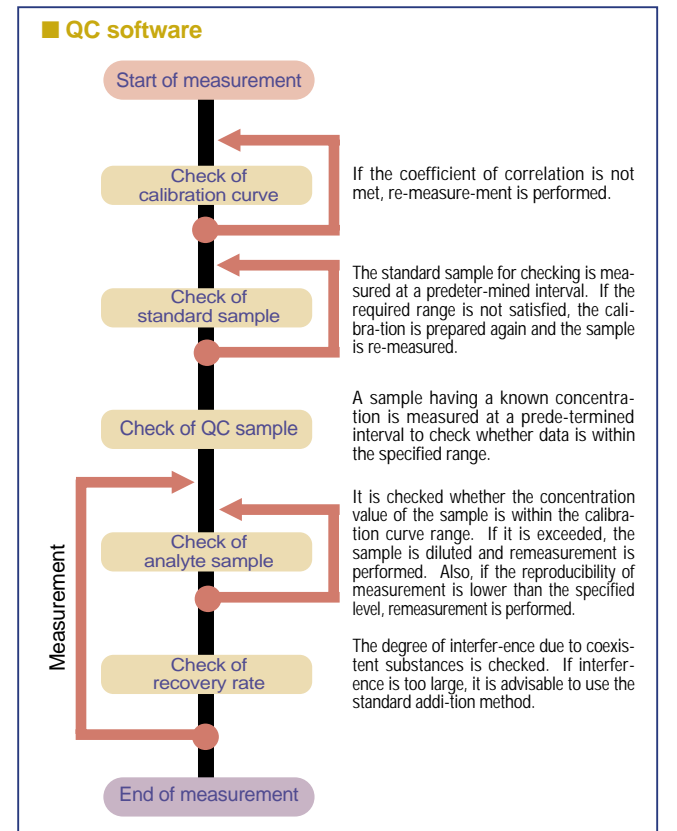 ■ QC software
Start of measurement
Check of
calibration curve
If the coefficient of correlation is not
met, re-measure-ment is performed.
Check of
standard sample
The standard sample for checking is mea-
sured at a predeter-mined interval. If the
required range is not satisfied, the cali-
bra-tion is prepared again and the sample
is re-measured.
Check of QC sample
A sample having a known concentra-
tion is measured at a prede-termined
interval to check whether data is within
the specified range.
Measurement
Check of
analyte sample
It is checked whether the concentration
value of the sample is within the calibra-
tion curve range. If it is exceeded, the
sample is diluted and remeasurement is
performed. Also, if the reproducibility of
measurement is lower than the specified
level, remeasurement is performed.
Check of
recovery rate
The degree of interfer-ence due to coexis-
tent substances is checked. If interfer-
ence is too large, it is advisable to use the
standard addi-tion method.
End of measurement